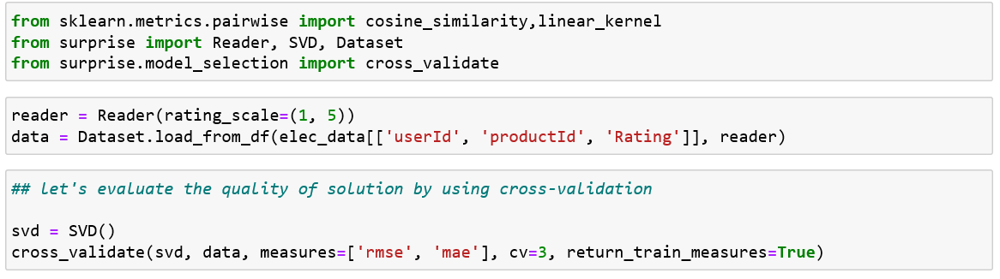 from sklearn.metrics.pairwise import cosine_similarity,linear_kernel
from surprise import Reader, SVD, Dataset
from surprise.model_selection import cross_validate
reader = Reader(rating_scale=(1, 5))
data = Dataset.load_from_df(elec_data[['userId', 'productId', 'Rating']], reader)
## let's evaluate the quality of solution by using cross-validation
svd = SVD()
cross_validate(svd, data, measures=['rmse', 'mae'], cv=3, return_train_measures=True)